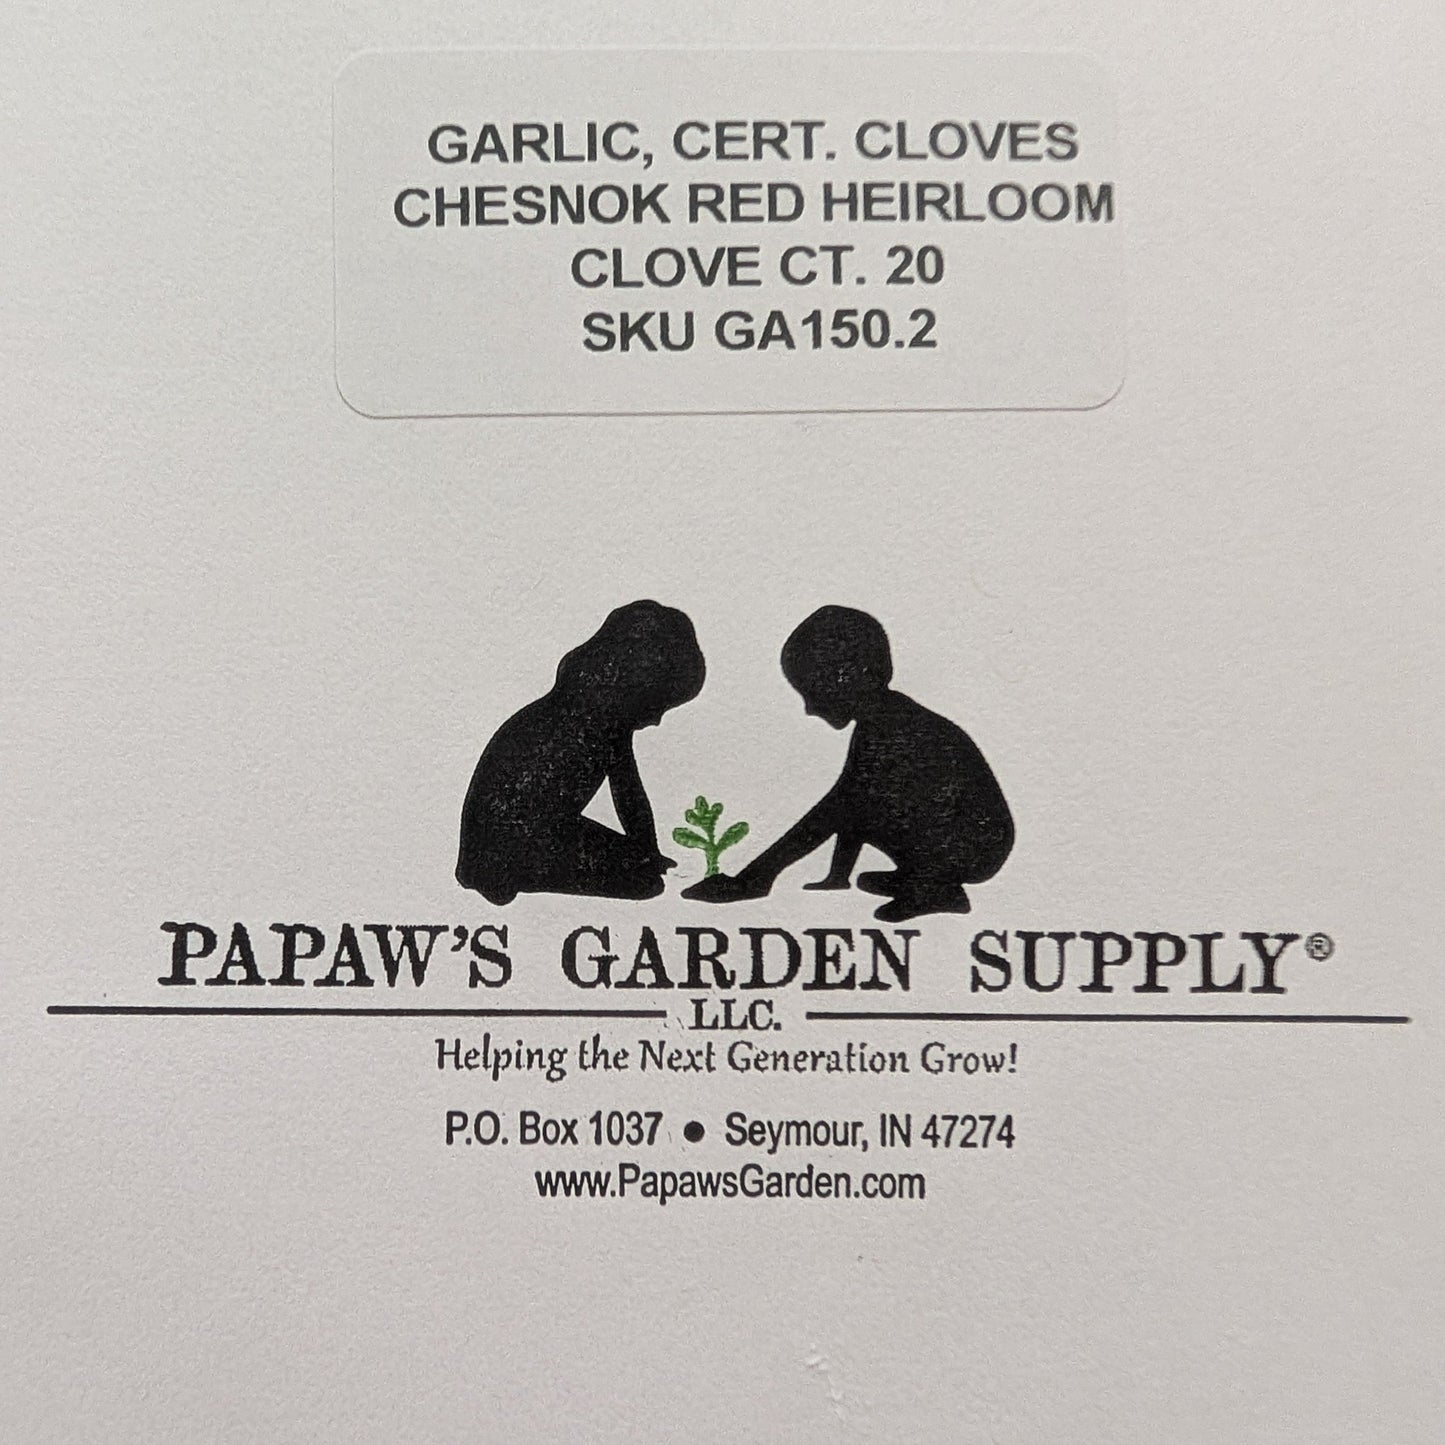 GARLIC, CERT. CLOVES
CHESNOK RED HEIRLOOM
CLOVE CT. 20
SKU GA150.2
PAPAW'S GARDEN SUPPLY®
LLC.
Helping the Next Generation Grow!
P.O. Box 1037 ● Seymour, IN 47274
www.PapawsGarden.com